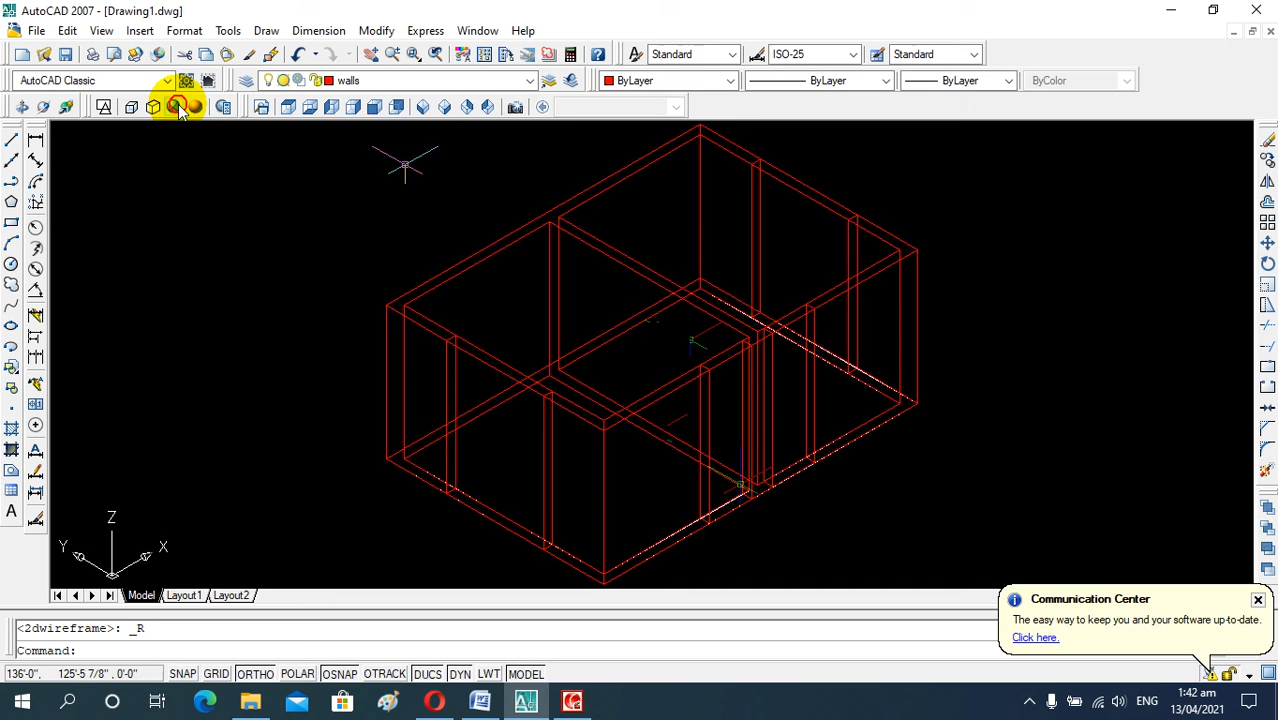 AutoCAD 2007 - [Drawing1.dwg]
File Edit View Insert Format Tools Draw Dimension Modify Express Window Help
Standard ISO-25 Standard
AutoCAD Classic walls ByLayer ByLayer ByLayer ByColor
Z
Y X
Model Layout1 Layout2
Communication Center
The easy way to keep you and your software up-to-date.
Click here.
<2dwireframe>: _R
Command:
136'-0", 125'-5 7/8", 0'-0" SNAP GRID ORTHO POLAR OSNAP OTRACK DUCS DYN LWT MODEL
ENG
1:42 am
13/04/2021